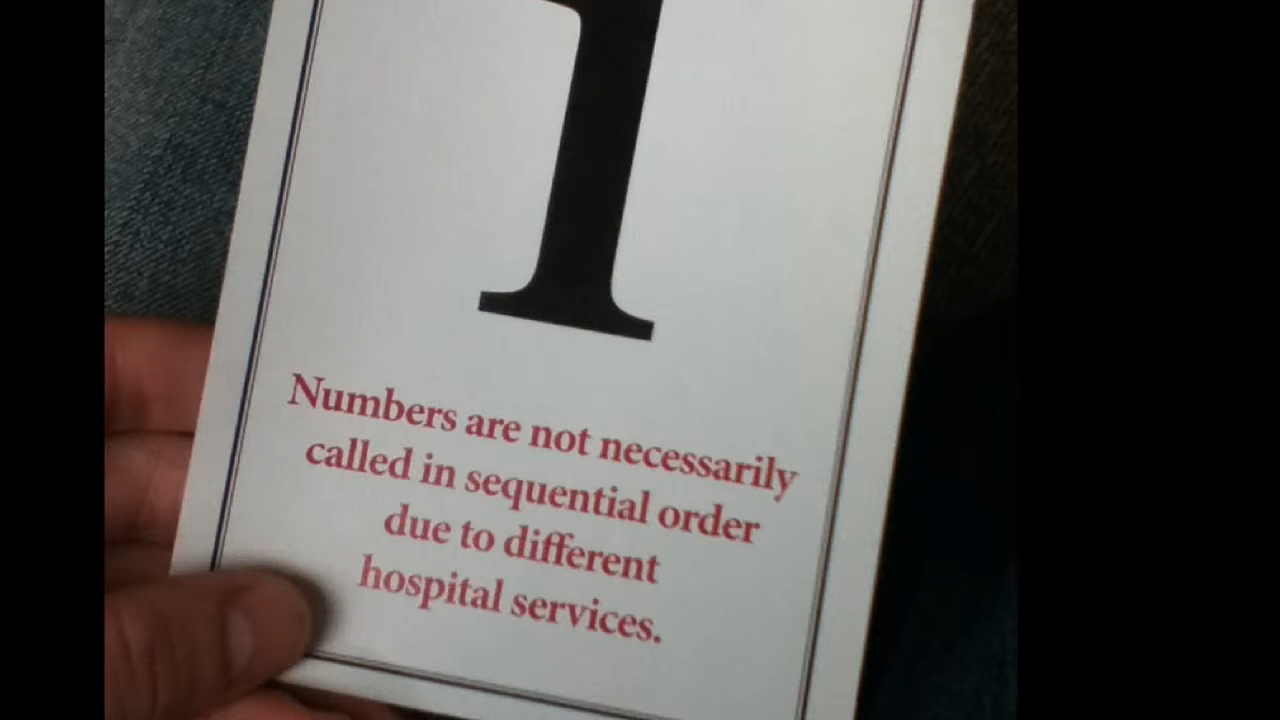 1
Numbers are not necessarily
called in sequential order
due to different
hospital services.